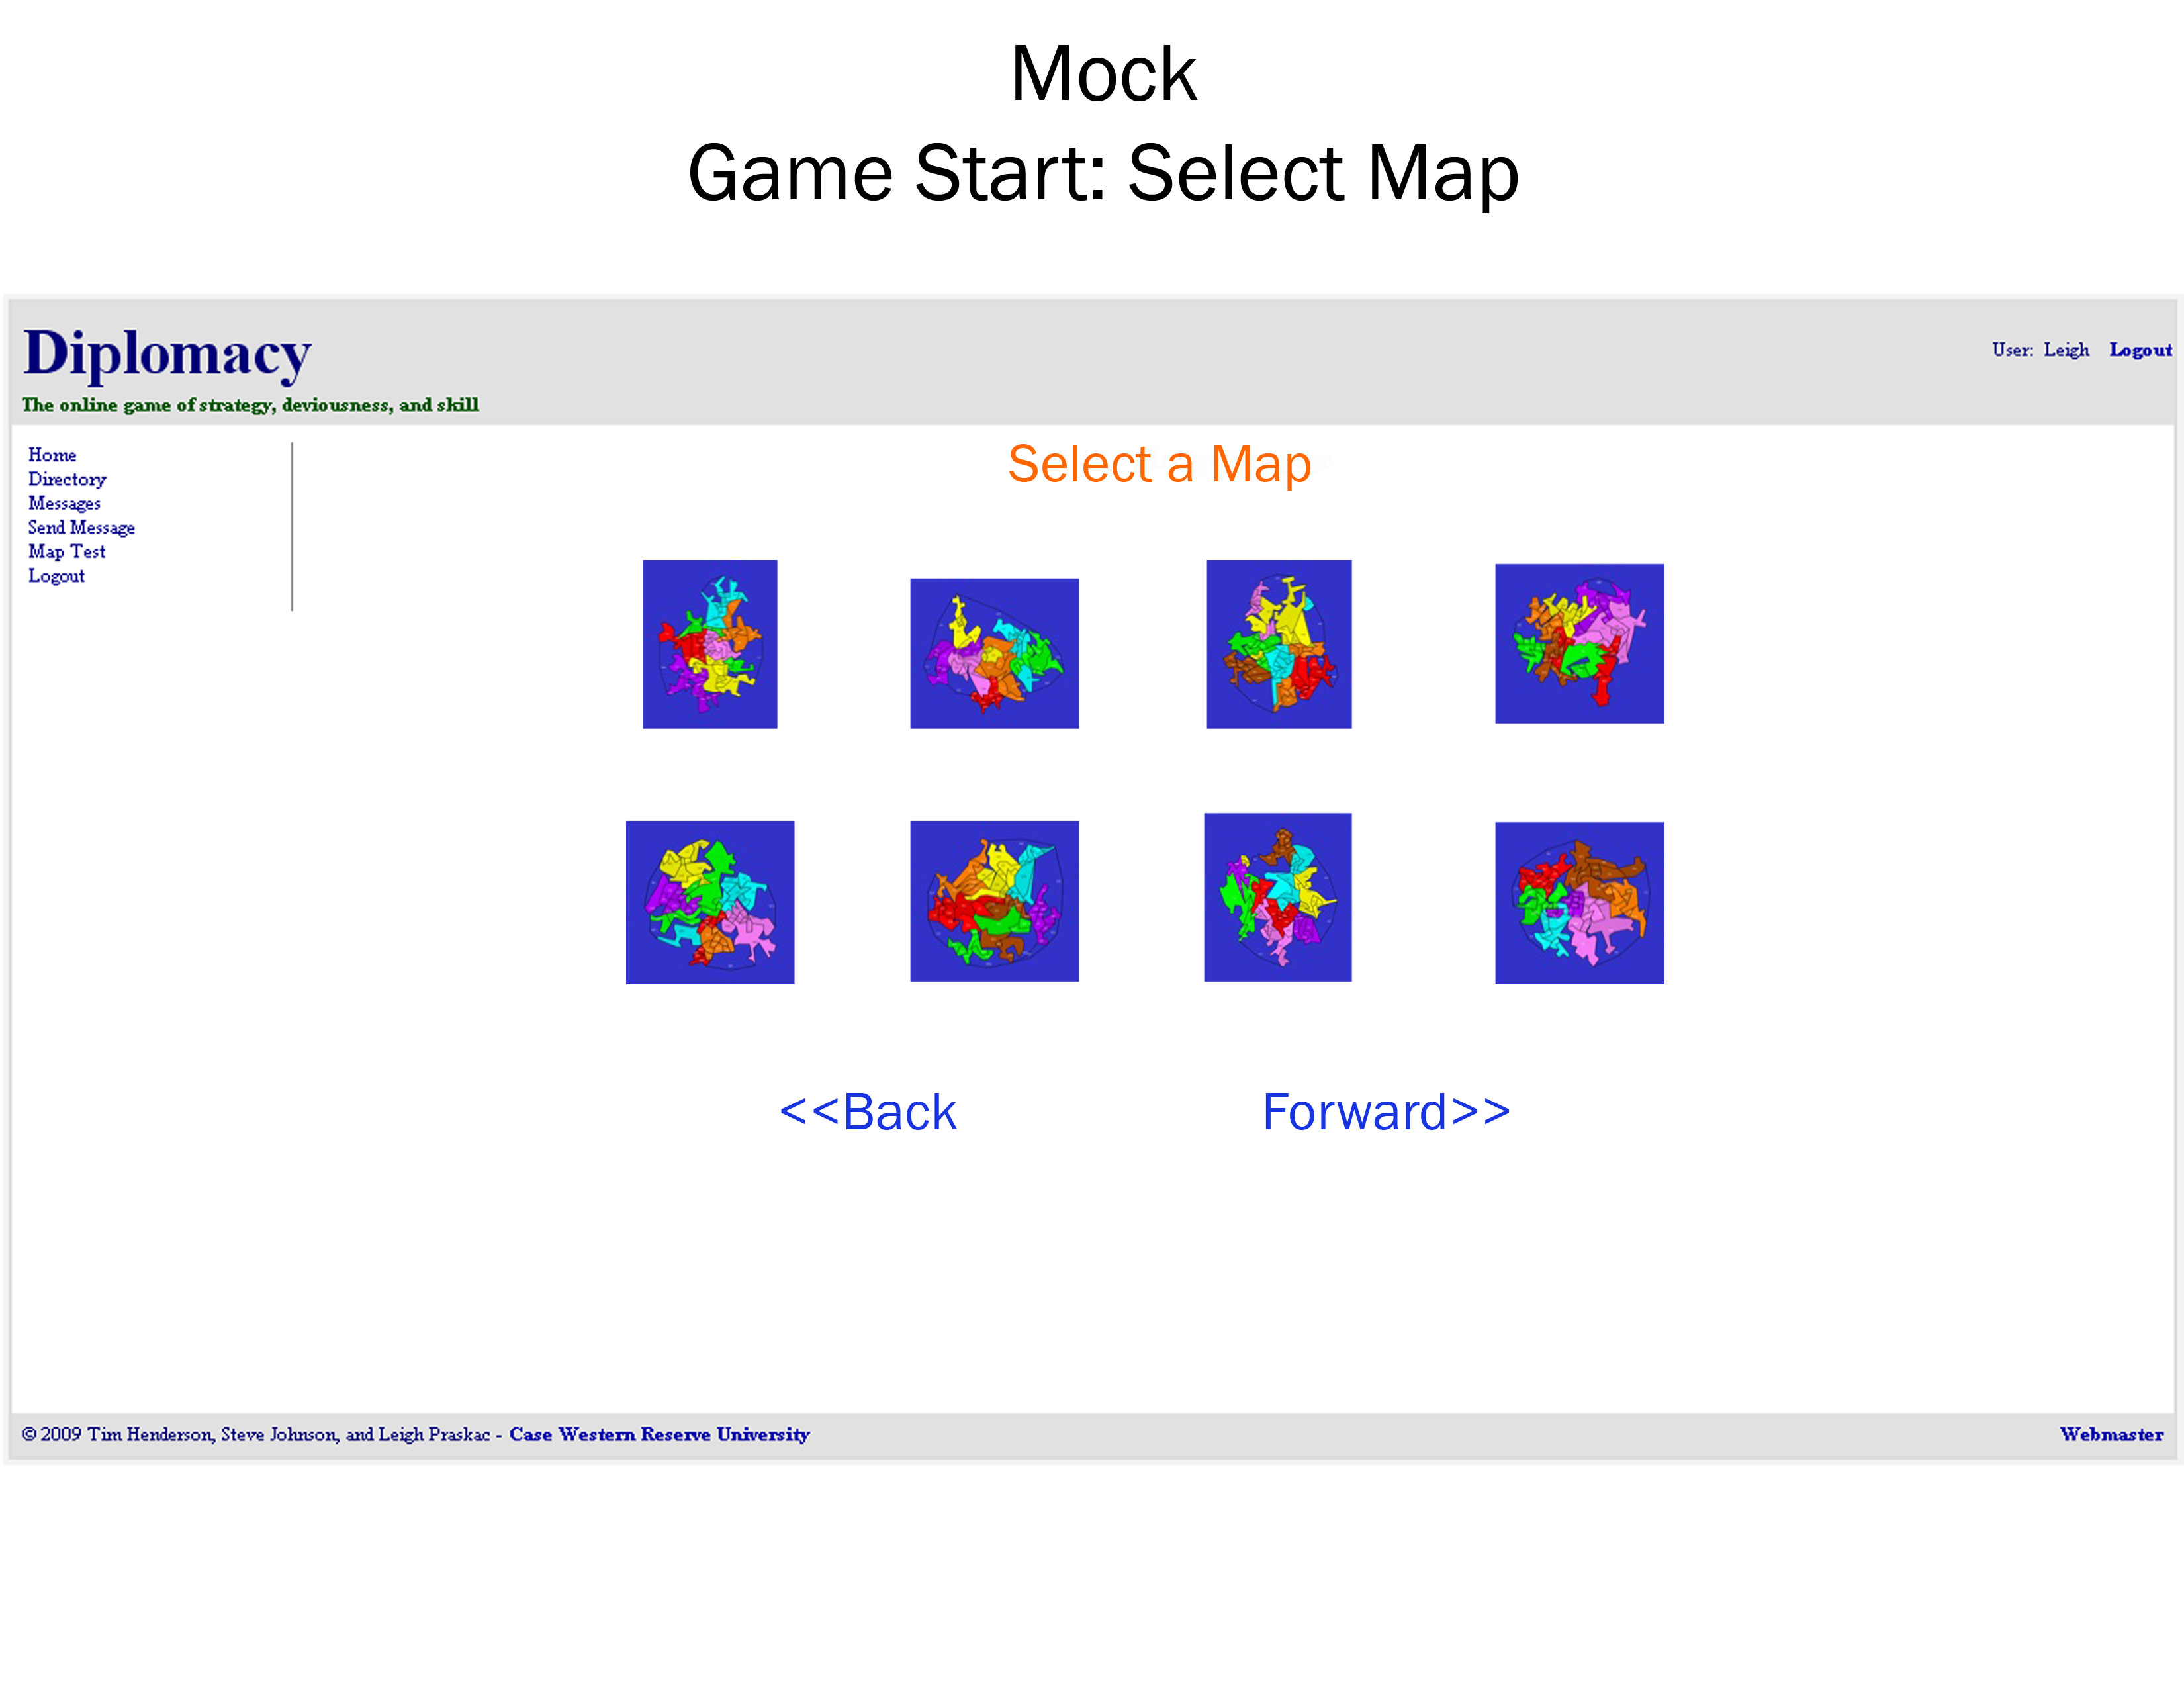 Mock
Game Start: Select Map
Diplomacy
User: Leigh Logout
The online game of strategy, deviousness, and skill
Home
Directory
Messages
Send Message
Map Test
Logout
Select a Map
<<Back Forward>>
© 2009 Tim Henderson, Steve Johnson, and Leigh Praskac - Case Western Reserve University
Webmaster